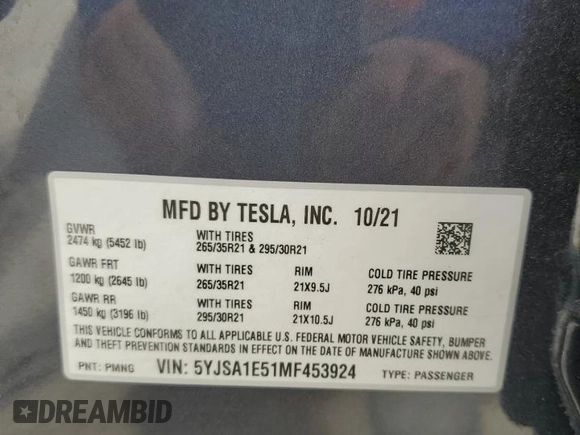 MFD BY TESLA, INC. 10/21
GVWR
2474 kg (5452 lb)
WITH TIRES
265/35R21 & 295/30R21
GAWR FRT
1200 kg (2645 lb)
WITH TIRES
265/35R21
RIM
21X9.5J
COLD TIRE PRESSURE
276 kPa, 40 psi
GAWR RR
1450 kg (3196 lb)
WITH TIRES
295/30R21
RIM
21X10.5J
COLD TIRE PRESSURE
276 kPa, 40 psi
THIS VEHICLE CONFORMS TO ALL APPLICABLE U.S. FEDERAL MOTOR VEHICLE SAFETY, BUMPER
AND THEFT PREVENTION STANDARDS IN EFFECT ON THE DATE OF MANUFACTURE SHOWN ABOVE.
PNT: PMNG VIN: 5YJSA1E51MF453924 TYPE: PASSENGER
DREAMBID